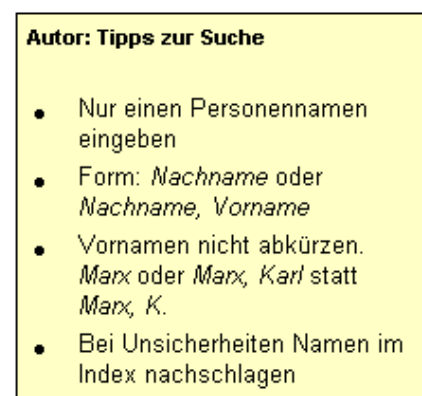 Autor: Tipps zur Suche
● Nur einen Personennamen
eingeben
● Form: Nachname oder
Nachname, Vorname
● Vornamen nicht abkürzen.
Marx oder Marx, Karl statt
Marx, K.
● Bei Unsicherheiten Namen im
Index nachschlagen